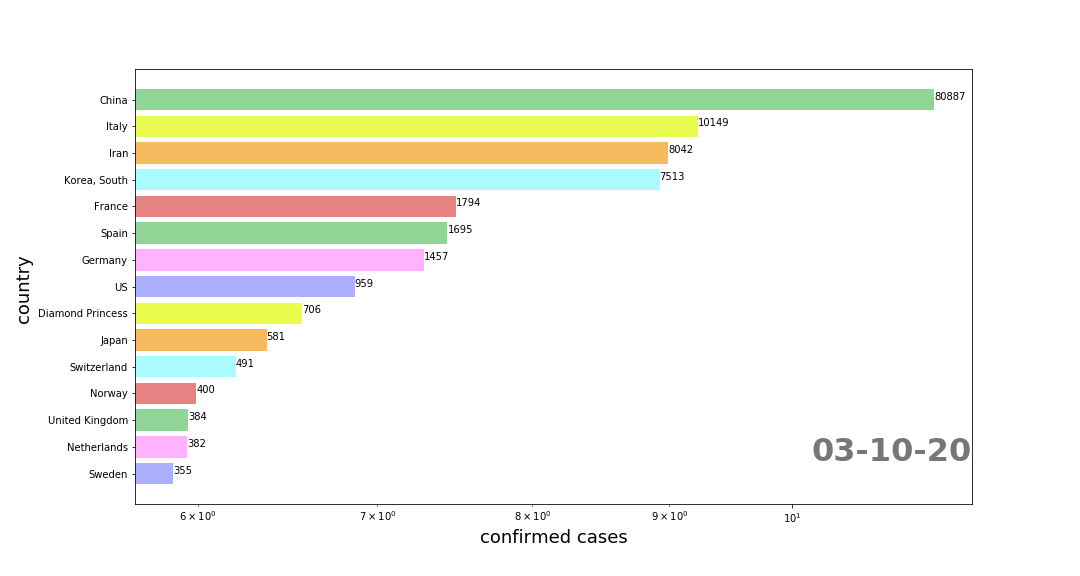 China 80887
Italy 10149
Iran 8042
Korea, South 7513
France 1794
Spain 1695
Germany 1457
US 959
Diamond Princess 706
Japan 581
Switzerland 491
Norway 400
United Kingdom 384
Netherlands 382
Sweden 355
03-10-20
country
6 × 10⁰ 7 × 10⁰ 8 × 10⁰ 9 × 10⁰ 10¹
confirmed cases